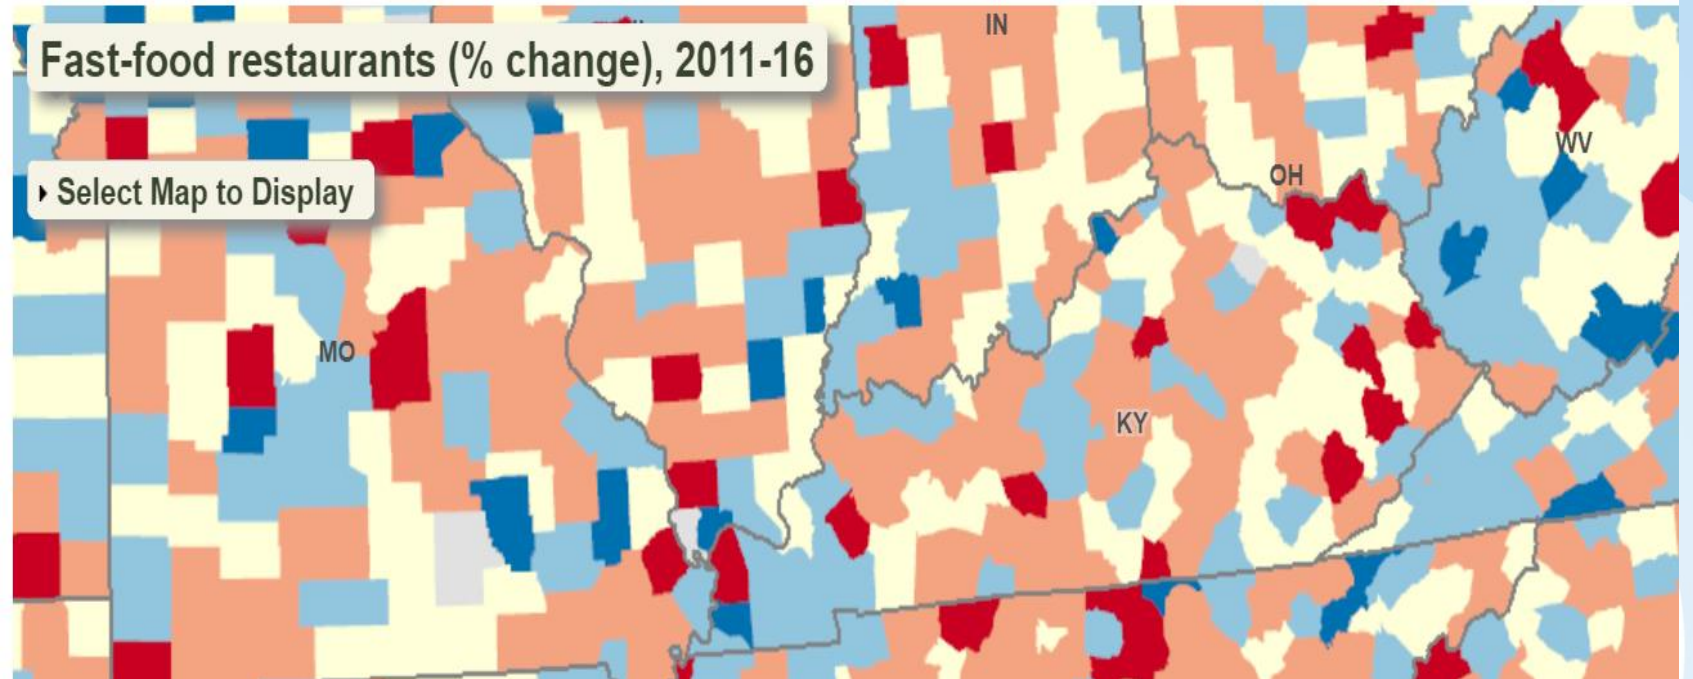 IN
Fast-food restaurants (% change), 2011-16
WV
OH
Select Map to Display
MO
KY